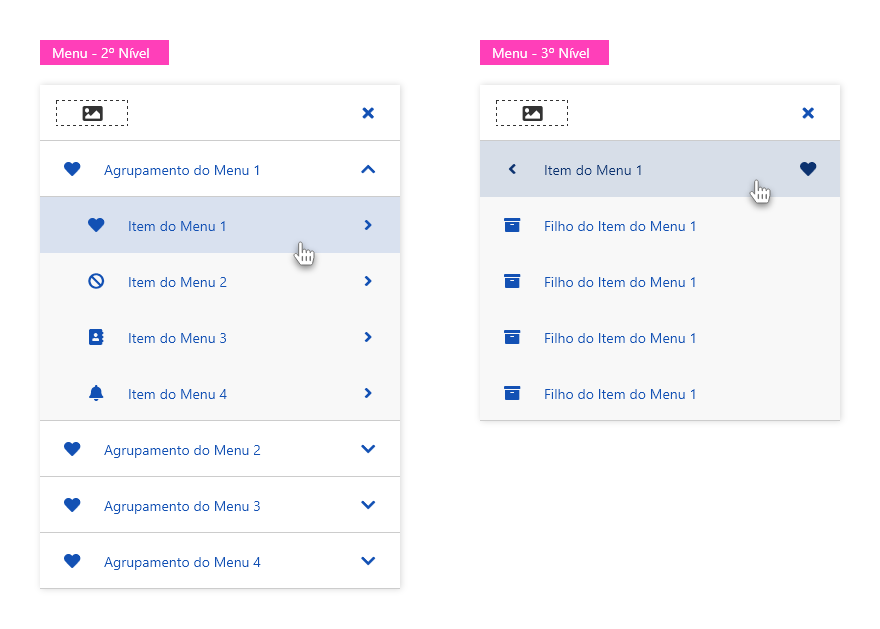 Menu - 2º Nível
Agrupamento do Menu 1
Item do Menu 1
Item do Menu 2
Item do Menu 3
Item do Menu 4
Agrupamento do Menu 2
Agrupamento do Menu 3
Agrupamento do Menu 4
Menu - 3º Nível
Item do Menu 1
Filho do Item do Menu 1
Filho do Item do Menu 1
Filho do Item do Menu 1
Filho do Item do Menu 1